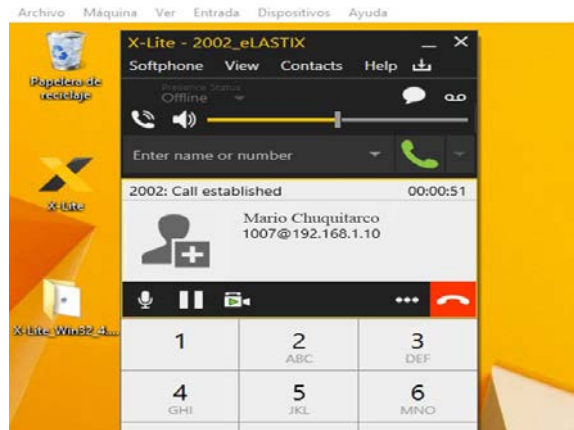 Archivo Máquina Ver Entrada Dispositivos Ayuda
X-Lite - 2002_eLASTIX
Softphone View Contacts Help
Papelera de
reciclaje
Presence Status
Offline
Enter name or number
X-Lite
2002: Call established 00:00:51
Mario Chuquitarco
1007@192.168.1.10
X-Lite_Win32_4....
1 2 3
ABC DEF
4 5 6
GHI JKL MNO